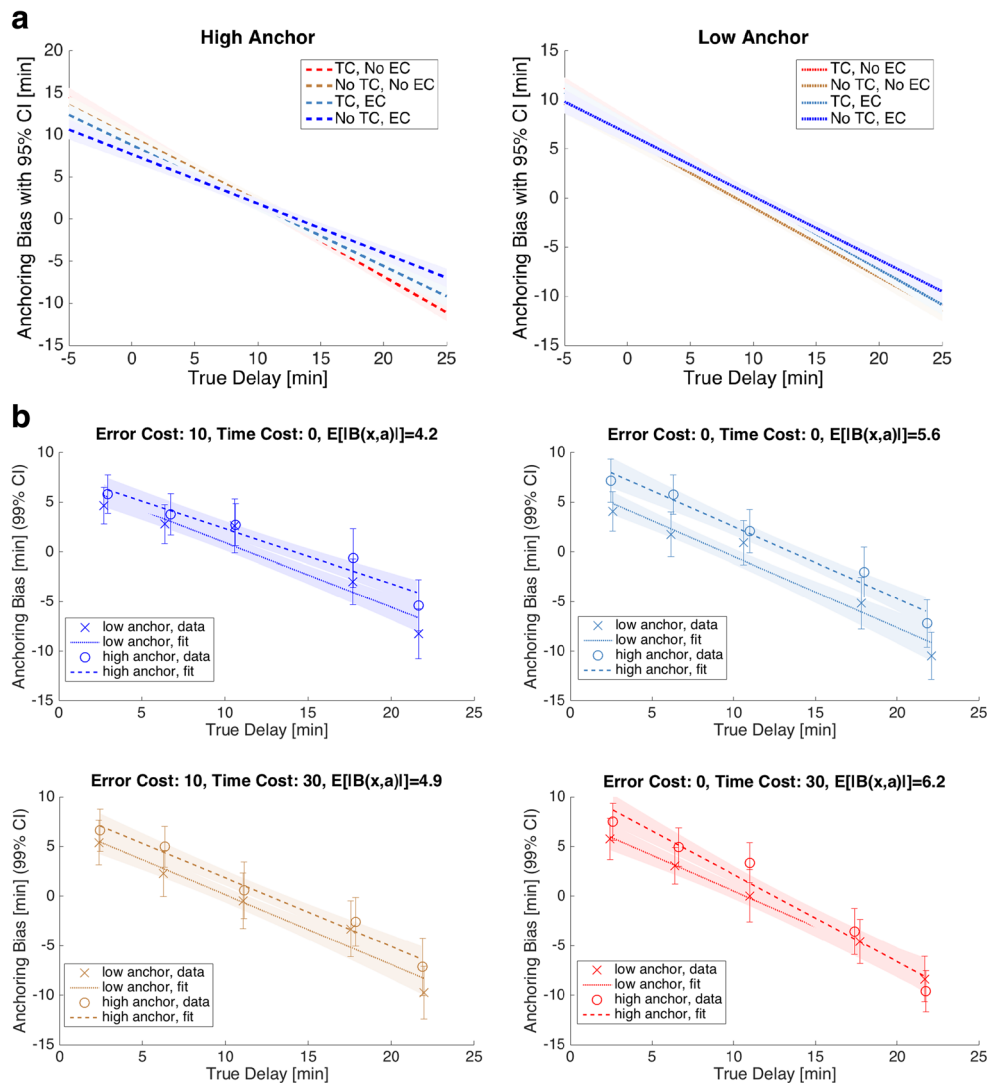 a
High Anchor
Anchoring Bias with 95% CI [min]
20
15
10
5
0
-5
-10
-15
-5
0
5
10
15
20
25
True Delay [min]
TC, No EC
No TC, No EC
TC, EC
No TC, EC
Low Anchor
Anchoring Bias with 95% CI [min]
15
10
5
0
-5
-10
-15
-5
0
5
10
15
20
25
True Delay [min]
TC, No EC
No TC, No EC
TC, EC
No TC, EC
b
Error Cost: 10, Time Cost: 0, E[|B(x,a)|]=4.2
Anchoring Bias [min] (99% CI)
10
5
0
-5
-10
-15
0
5
10
15
20
25
True Delay [min]
low anchor, data
low anchor, fit
high anchor, data
high anchor, fit
Error Cost: 0, Time Cost: 0, E[|B(x,a)|]=5.6
Anchoring Bias [min] (99% CI)
10
5
0
-5
-10
-15
0
5
10
15
20
25
True Delay [min]
low anchor, data
low anchor, fit
high anchor, data
high anchor, fit
Error Cost: 10, Time Cost: 30, E[|B(x,a)|]=4.9
Anchoring Bias [min] (99% CI)
10
5
0
-5
-10
-15
0
5
10
15
20
25
True Delay [min]
low anchor, data
low anchor, fit
high anchor, data
high anchor, fit
Error Cost: 0, Time Cost: 30, E[|B(x,a)|]=6.2
Anchoring Bias [min] (99% CI)
10
5
0
-5
-10
-15
0
5
10
15
20
25
True Delay [min]
low anchor, data
low anchor, fit
high anchor, data
high anchor, fit